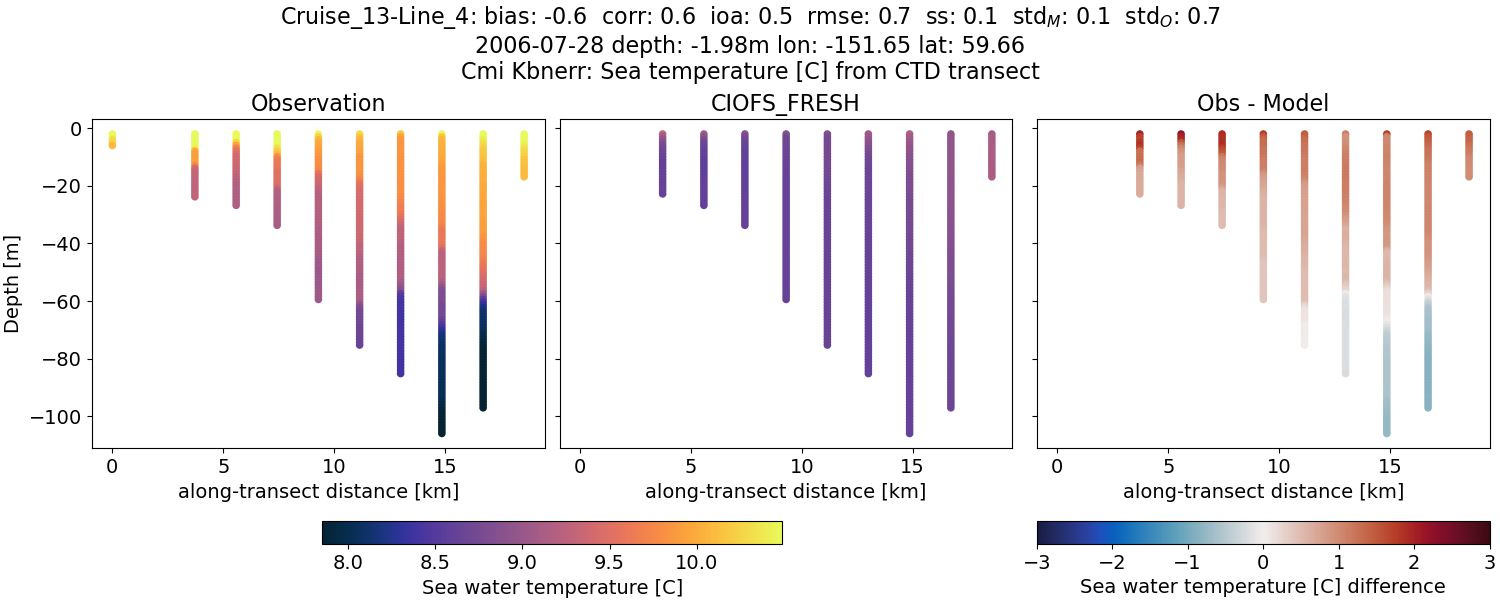 Cruise_13-Line_4: bias: -0.6 corr: 0.6 ioa: 0.5 rmse: 0.7 ss: 0.1 std_M: 0.1 std_O: 0.7
2006-07-28 depth: -1.98m lon: -151.65 lat: 59.66
Cmi Kbnerr: Sea temperature [C] from CTD transect
Observation
CIOFS_FRESH
Obs - Model
Depth [m]
0
−20
−40
−60
−80
−100
0 5 10 15
0 5 10 15
0 5 10 15
along-transect distance [km]
along-transect distance [km]
along-transect distance [km]
8.0 8.5 9.0 9.5 10.0
Sea water temperature [C]
−3 −2 −1 0 1 2 3
Sea water temperature [C] difference